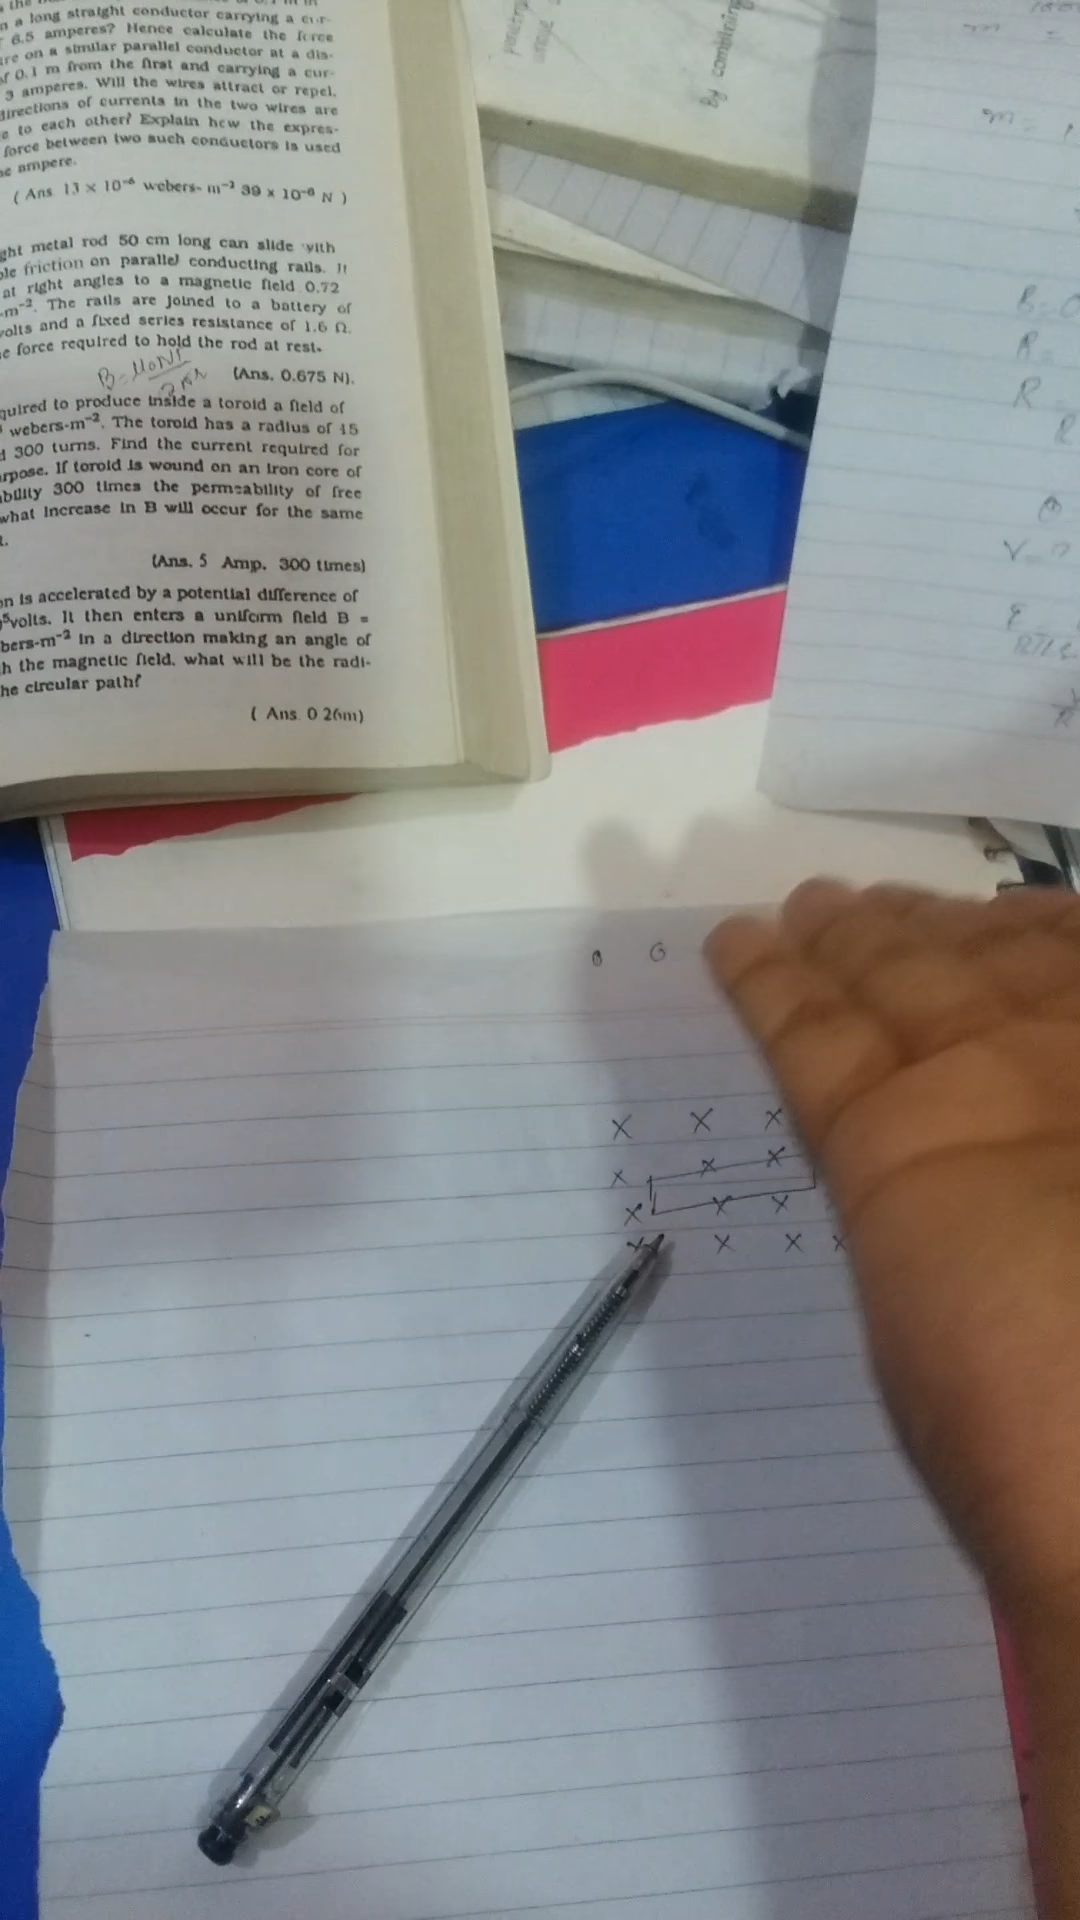 n a long straight conductor carrying a cur-
6.5 amperes? Hence calculate the force
re on a similar parallel conductor at a dis-
of 0.1 m from the first and carrying a cur-
3 amperes. Will the wires attract or repel,
directions of currents in the two wires are
e to each other? Explain how the expres-
force between two such conductors is used
ne ampere.
( Ans 13 × 10⁻⁶ webers- m⁻² 39 × 10⁻⁶ N )
ght metal rod 50 cm long can slide with
ble friction on parallel conducting rails. It
at right angles to a magnetic field 0.72
-m⁻². The rails are joined to a battery of
volts and a fixed series resistance of 1.6 Ω.
e force required to hold the rod at rest.
(Ans. 0.675 N).
quired to produce inside a toroid a field of
webers-m⁻². The toroid has a radius of 15
d 300 turns. Find the current required for
rpose. If toroid is wound on an iron core of
ability 300 times the permeability of free
what increase in B will occur for the same
t.
(Ans. 5 Amp. 300 times)
on is accelerated by a potential difference of
⁵volts. It then enters a uniform field B =
bers-m⁻² in a direction making an angle of
h the magnetic field. what will be the radi-
he circular path?
( Ans. 0 26m)
By combining
m =
m =
B = 0
R =
R
V =
X X X
X X X
X X X
X X X X